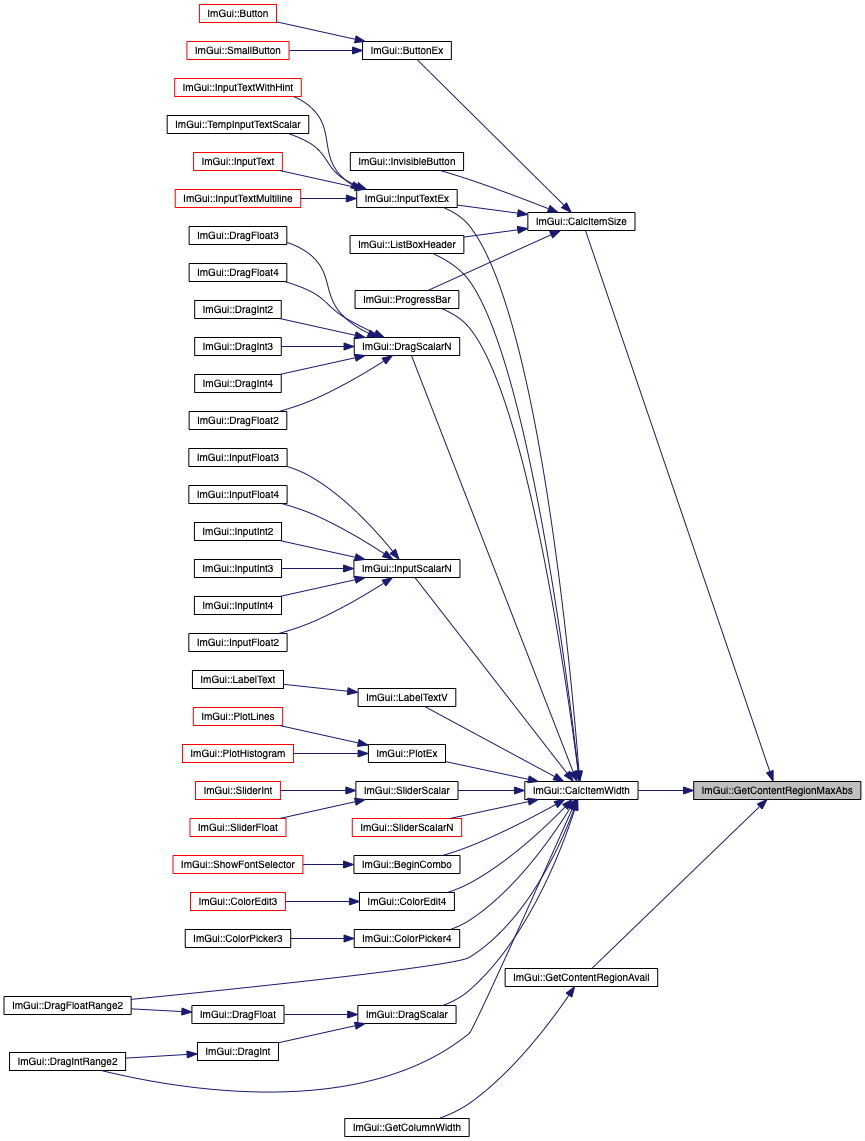 ImGui::Button
ImGui::SmallButton
ImGui::ButtonEx
ImGui::InputTextWithHint
ImGui::TempInputTextScalar
ImGui::InputText
ImGui::InvisibleButton
ImGui::InputTextMultiline
ImGui::InputTextEx
ImGui::CalcItemSize
ImGui::DragFloat3
ImGui::ListBoxHeader
ImGui::DragFloat4
ImGui::ProgressBar
ImGui::DragInt2
ImGui::DragInt3
ImGui::DragScalarN
ImGui::DragInt4
ImGui::DragFloat2
ImGui::InputFloat3
ImGui::InputFloat4
ImGui::InputInt2
ImGui::InputInt3
ImGui::InputScalarN
ImGui::InputInt4
ImGui::InputFloat2
ImGui::LabelText
ImGui::LabelTextV
ImGui::PlotLines
ImGui::PlotHistogram
ImGui::PlotEx
ImGui::SliderInt
ImGui::SliderScalar
ImGui::CalcItemWidth
ImGui::GetContentRegionMaxAbs
ImGui::SliderFloat
ImGui::SliderScalarN
ImGui::ShowFontSelector
ImGui::BeginCombo
ImGui::ColorEdit3
ImGui::ColorEdit4
ImGui::ColorPicker3
ImGui::ColorPicker4
ImGui::GetContentRegionAvail
ImGui::DragFloatRange2
ImGui::DragFloat
ImGui::DragScalar
ImGui::DragInt
ImGui::DragIntRange2
ImGui::GetColumnWidth